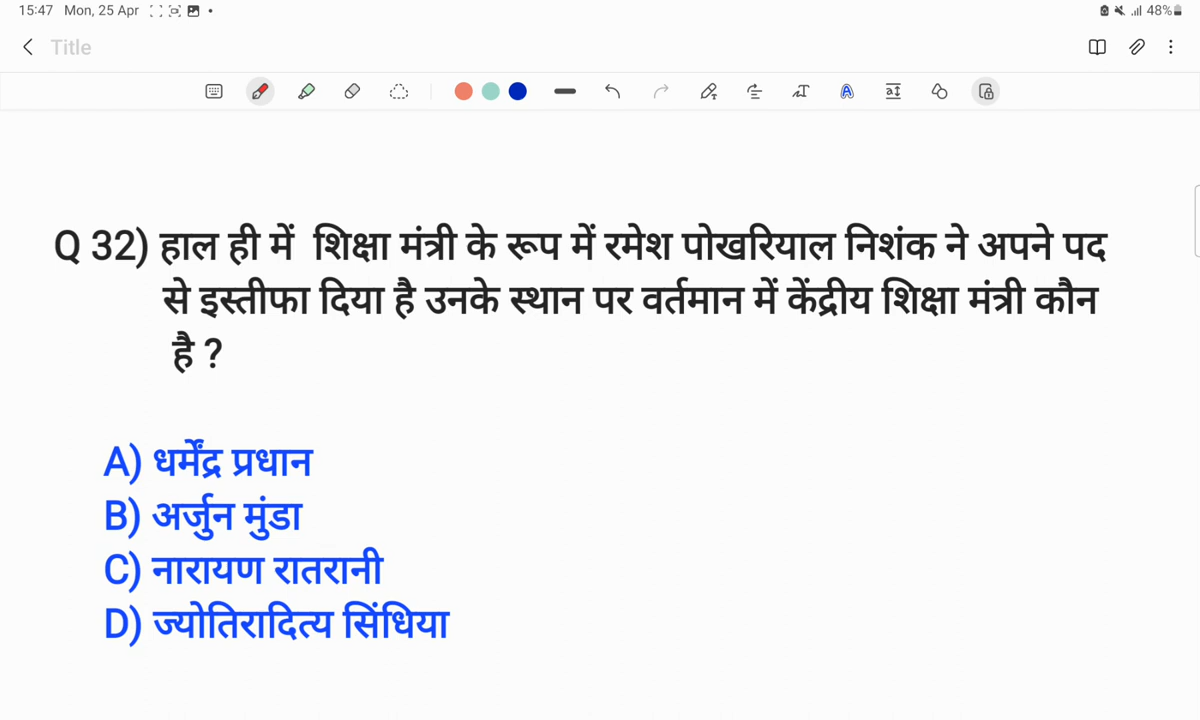 15:47 Mon, 25 Apr 48%
Title
Q 32) हाल ही में शिक्षा मंत्री के रूप में रमेश पोखरियाल निशंक ने अपने पद
से इस्तीफा दिया है उनके स्थान पर वर्तमान में केंद्रीय शिक्षा मंत्री कौन
है ?
A) धर्मेंद्र प्रधान
B) अर्जुन मुंडा
C) नारायण रातरानी
D) ज्योतिरादित्य सिंधिया